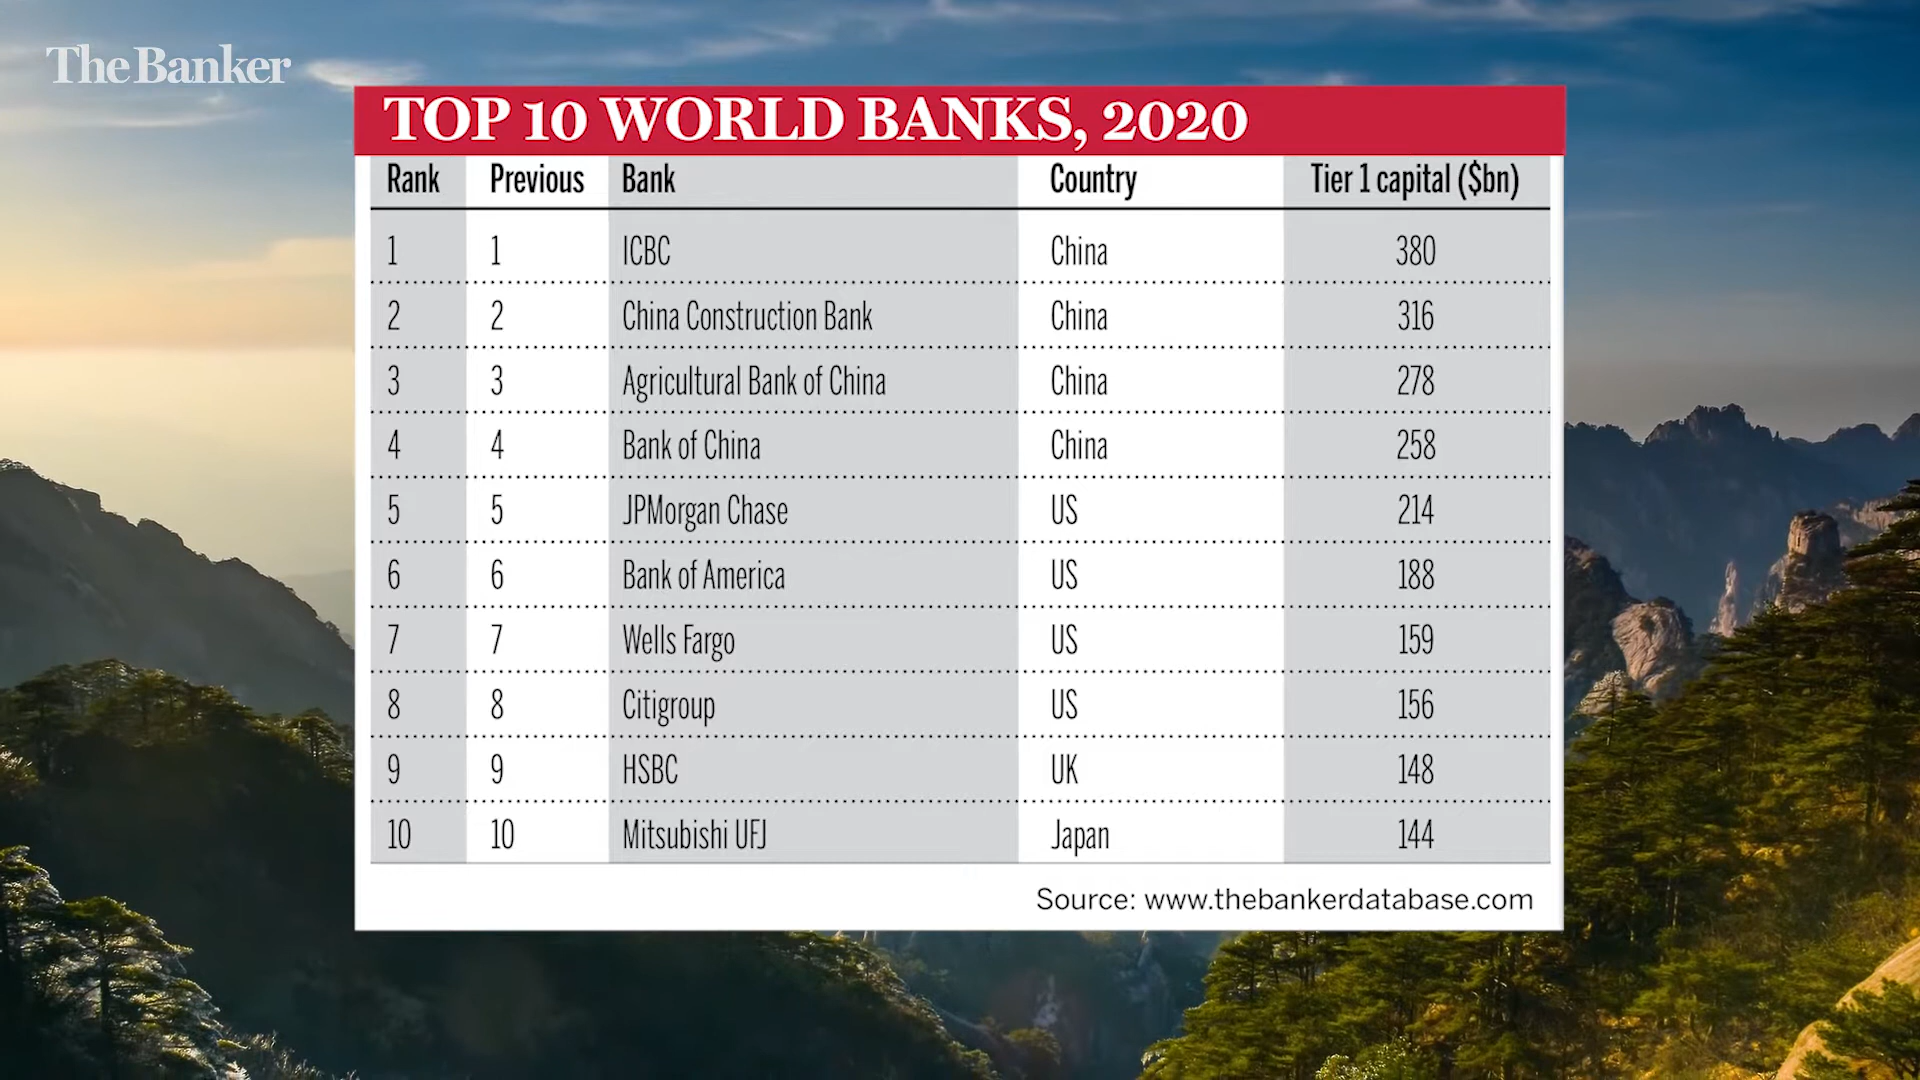 The Banker
TOP 10 WORLD BANKS, 2020
Rank Previous Bank Country Tier 1 capital ($bn)
1 1 ICBC China 380
2 2 China Construction Bank China 316
3 3 Agricultural Bank of China China 278
4 4 Bank of China China 258
5 5 JPMorgan Chase US 214
6 6 Bank of America US 188
7 7 Wells Fargo US 159
8 8 Citigroup US 156
9 9 HSBC UK 148
10 10 Mitsubishi UFJ Japan 144
Source: www.thebankerdatabase.com